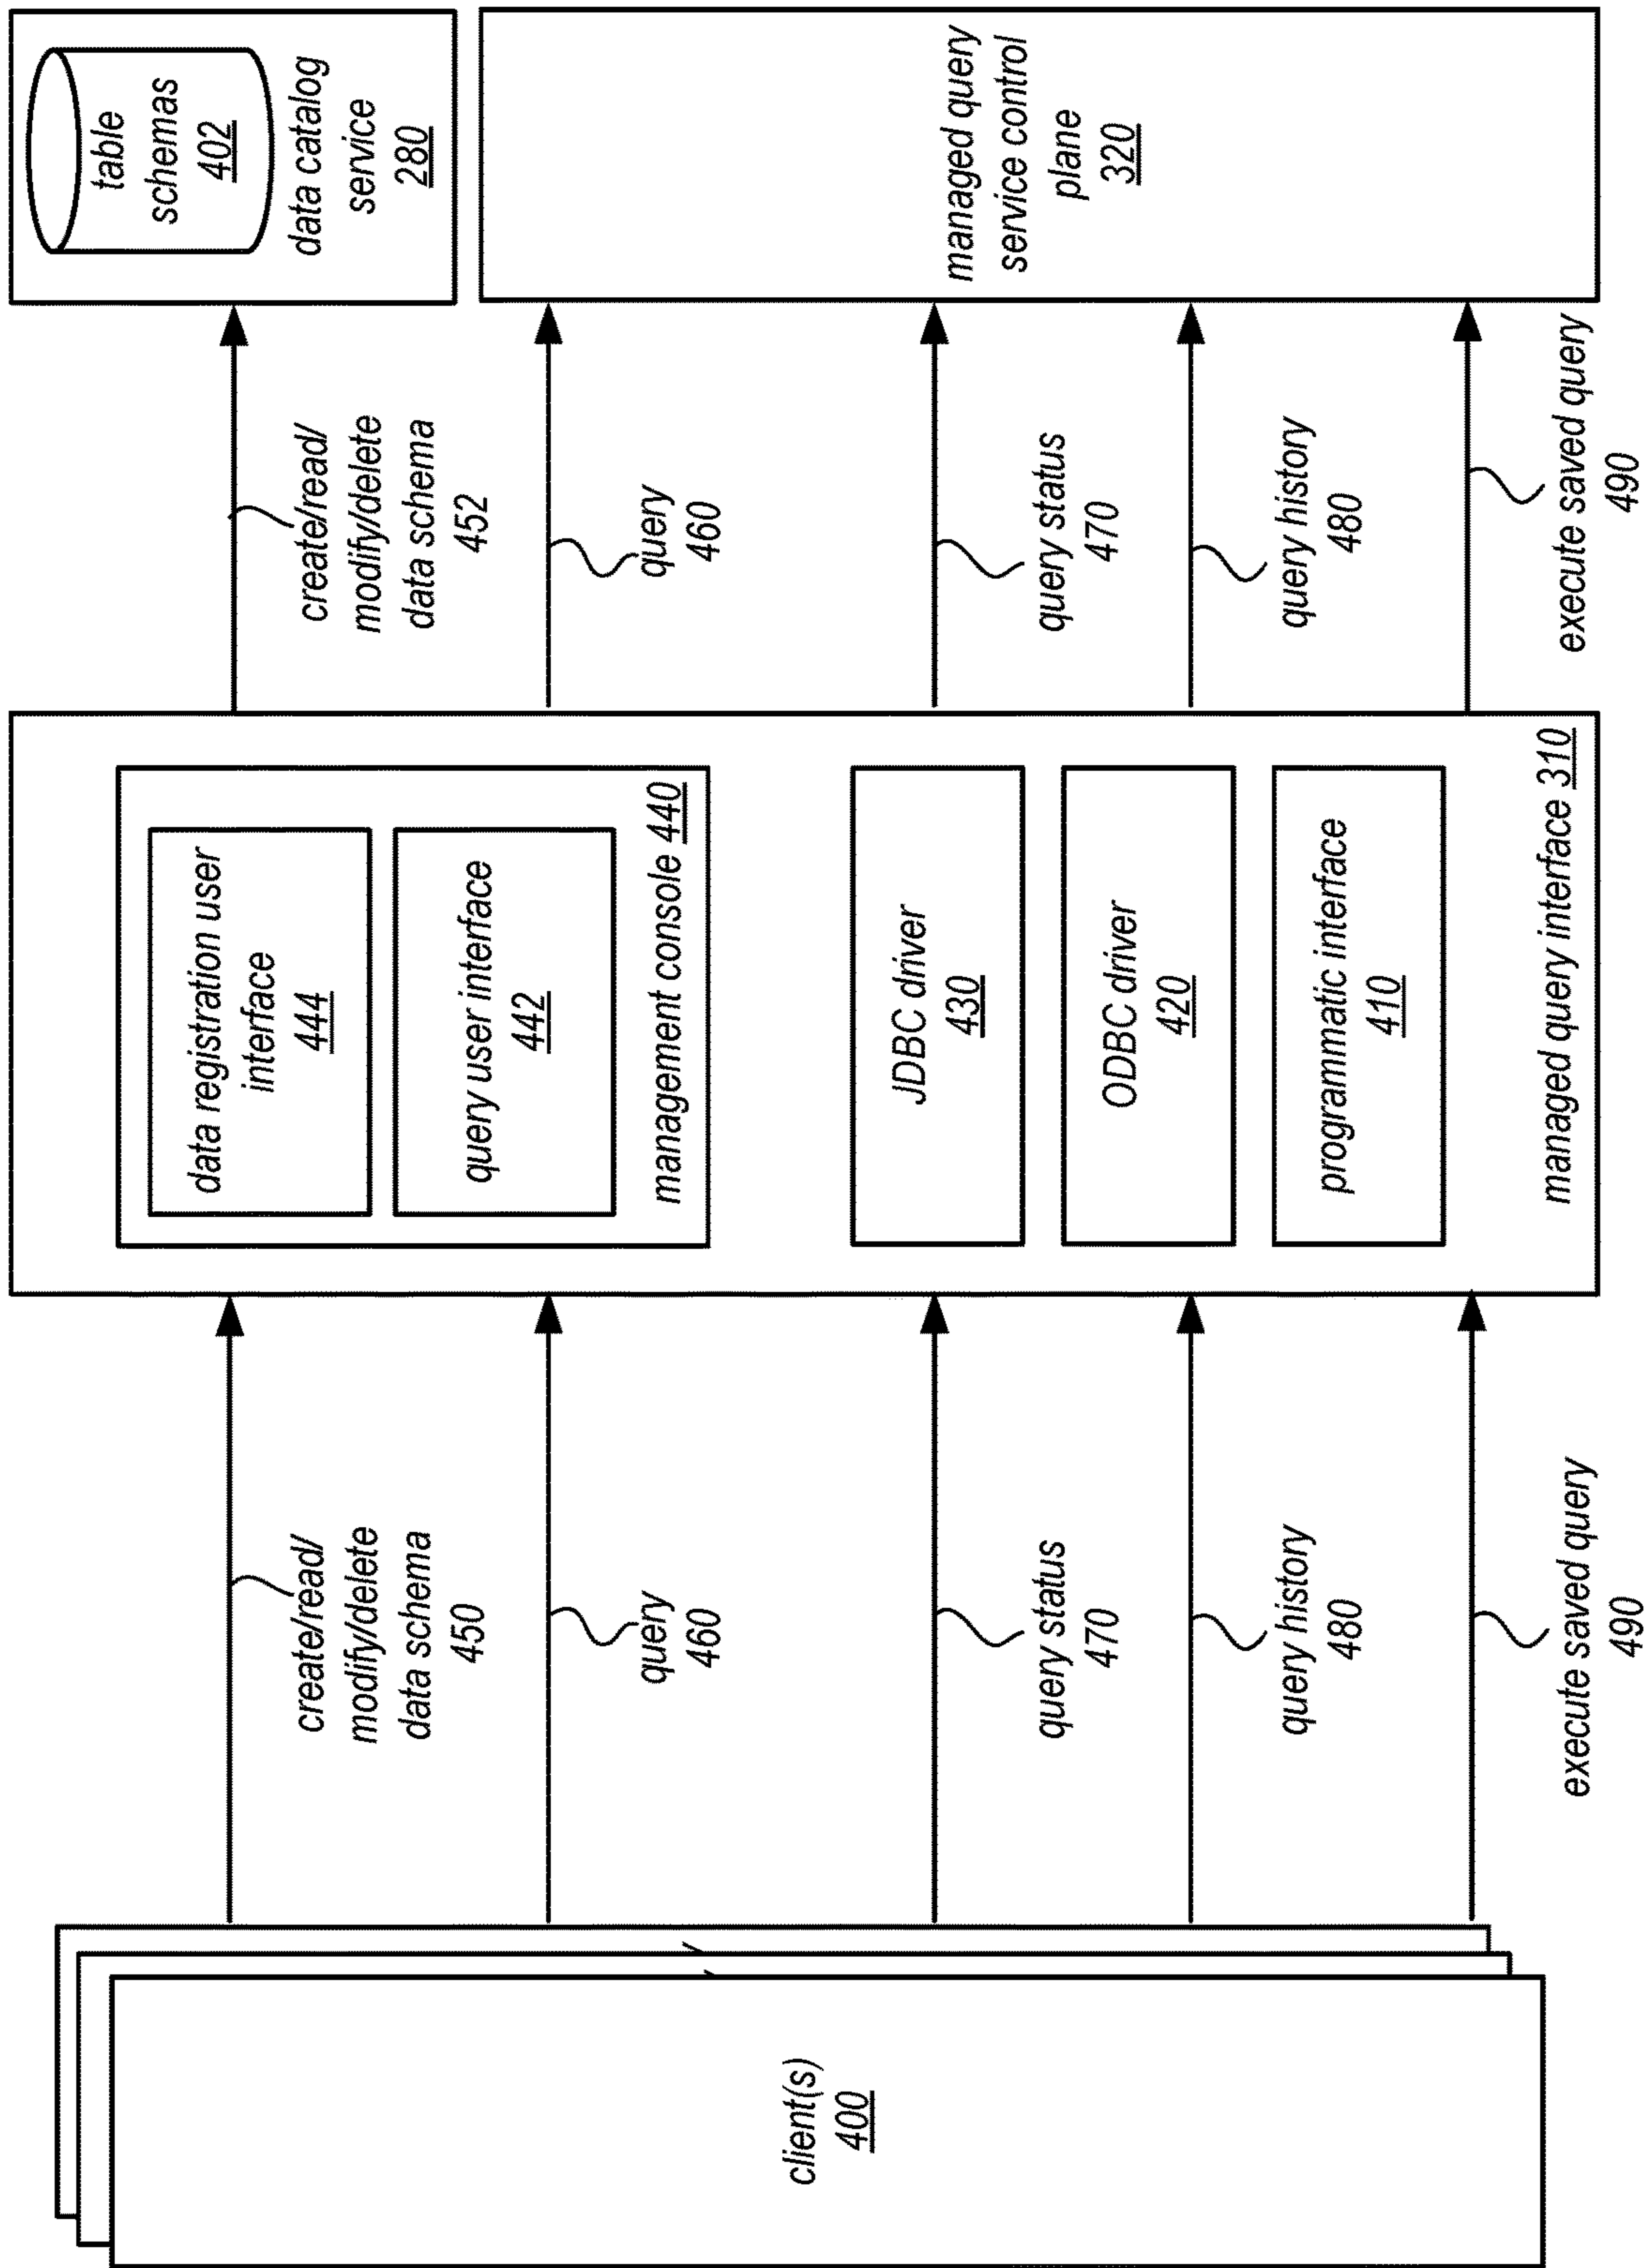 client(s)
400
create/read/
modify/delete
data schema
450
query
460
query status
470
query history
480
execute saved query
490
data registration user
interface
444
query user interface
442
management console 440
JDBC driver
430
ODBC driver
420
programmatic interface
410
managed query interface 310
create/read/
modify/delete
data schema
452
query
460
query status
470
query history
480
execute saved query
490
table
schemas
402
data catalog
service
280
managed query
service control
plane
320